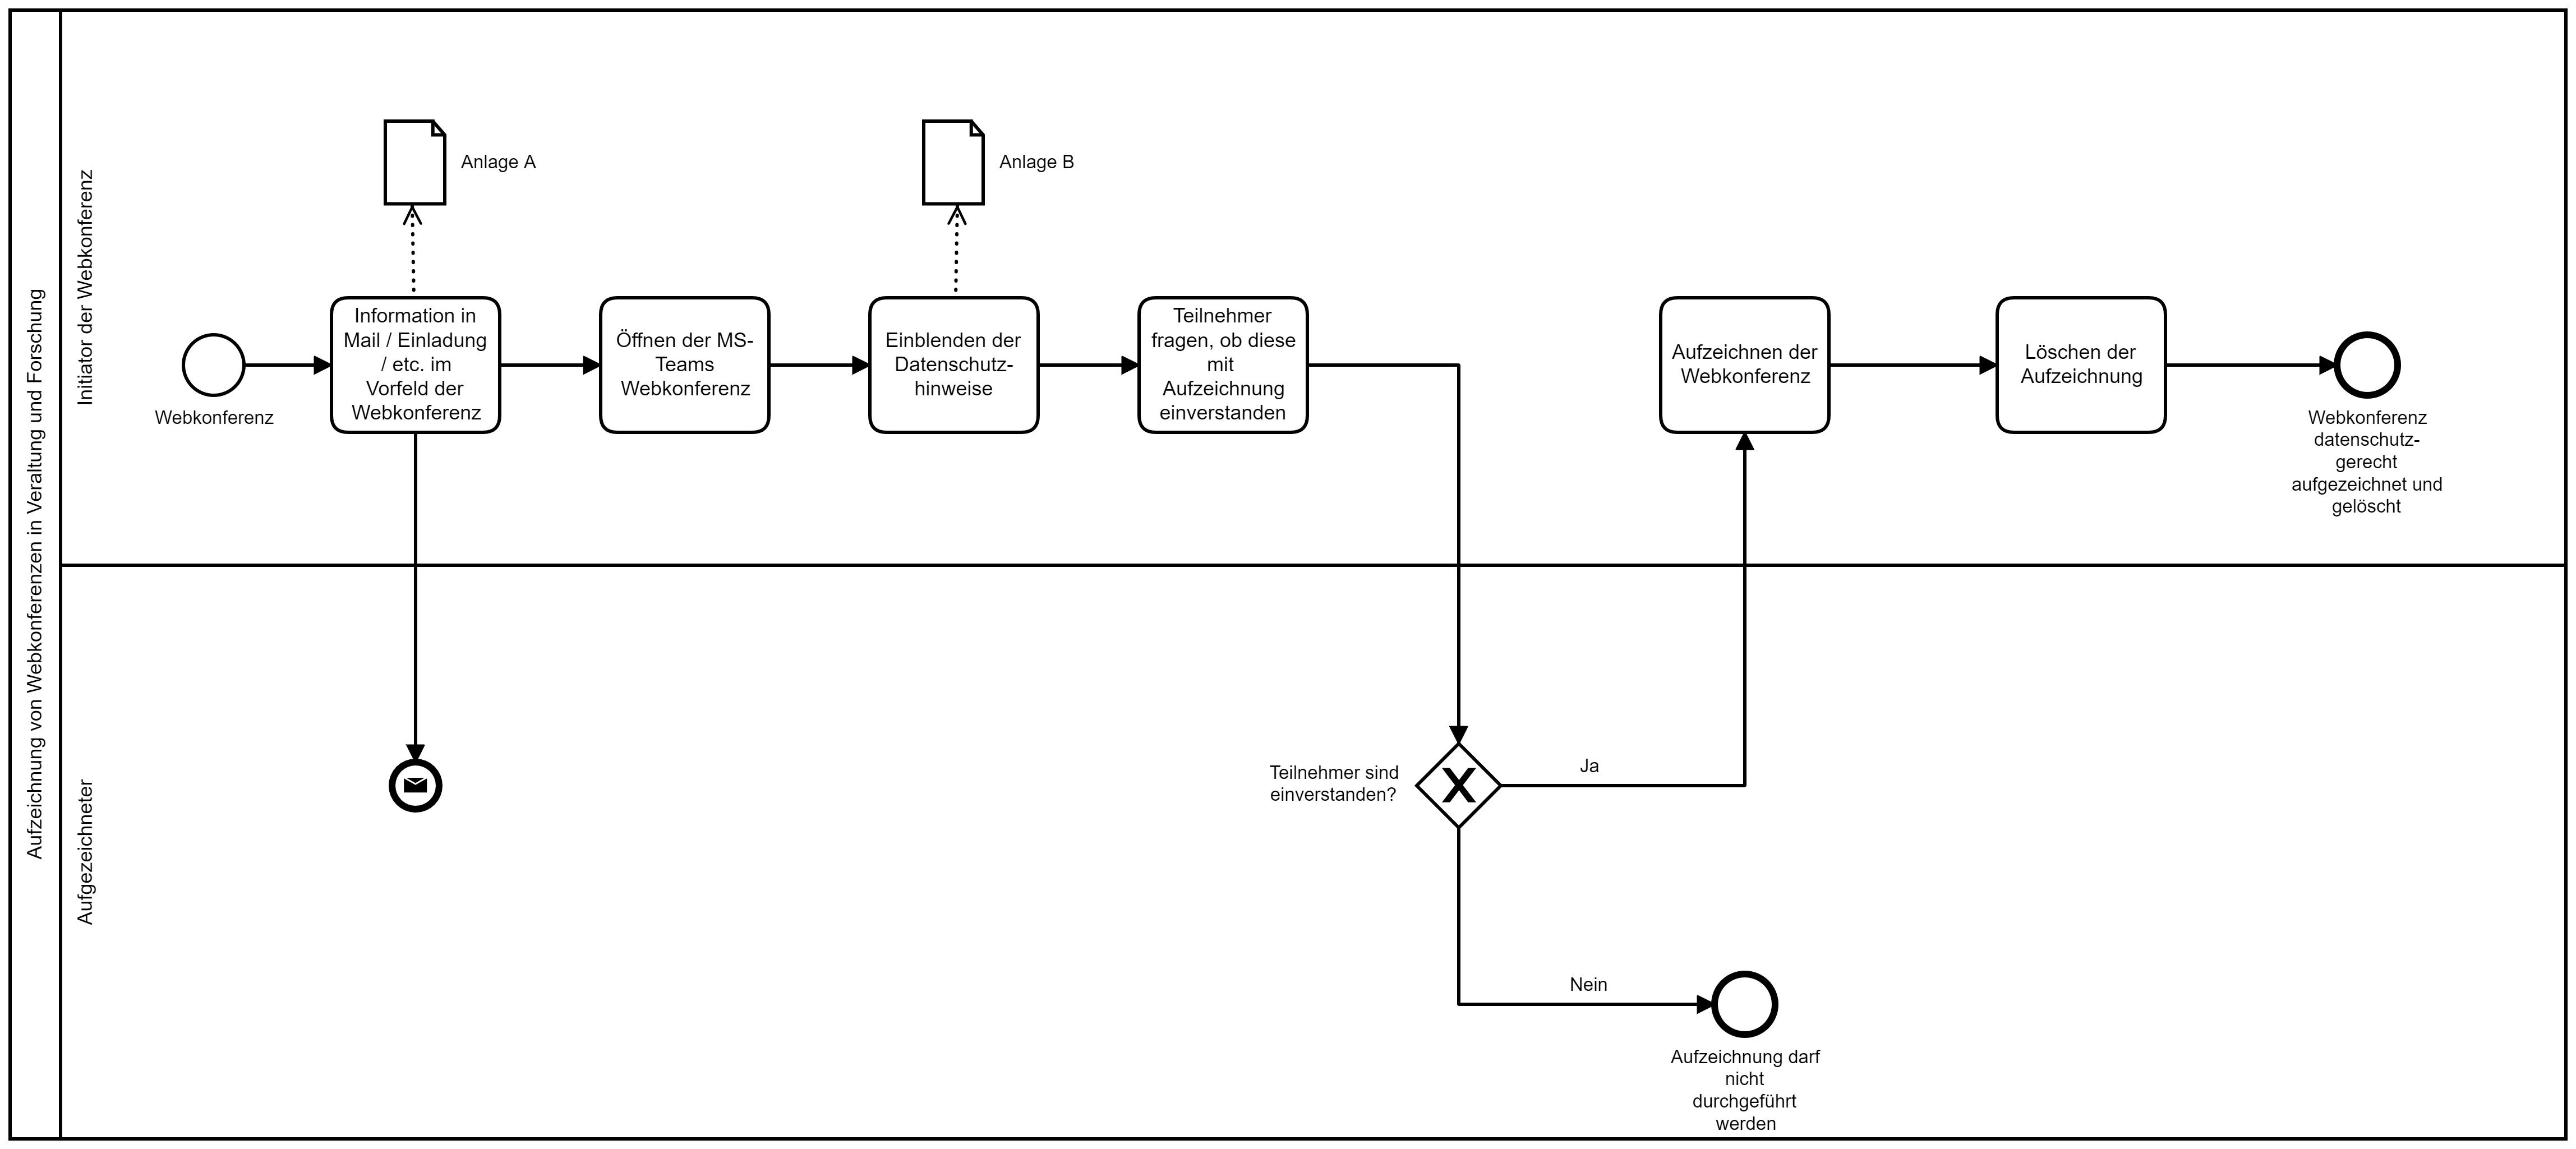 Aufzeichnung von Webkonferenzen in Veraltung und Forschung
Initiator der Webkonferenz
Anlage A
Anlage B
Webkonferenz
Information in
Mail / Einladung
/ etc. im
Vorfeld der
Webkonferenz
Öffnen der MS-
Teams
Webkonferenz
Einblenden der
Datenschutz-
hinweise
Teilnehmer
fragen, ob diese
mit
Aufzeichnung
einverstanden
Aufzeichnen der
Webkonferenz
Löschen der
Aufzeichnung
Webkonferenz
datenschutz-
gerecht
aufgezeichnet und
gelöscht
Aufgezeichneter
Teilnehmer sind
einverstanden?
X
Ja
Nein
Aufzeichnung darf
nicht
durchgeführt
werden